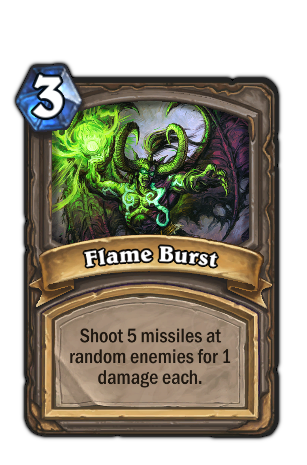 3
Flame Burst
Shoot 5 missiles at
random enemies for 1
damage each.